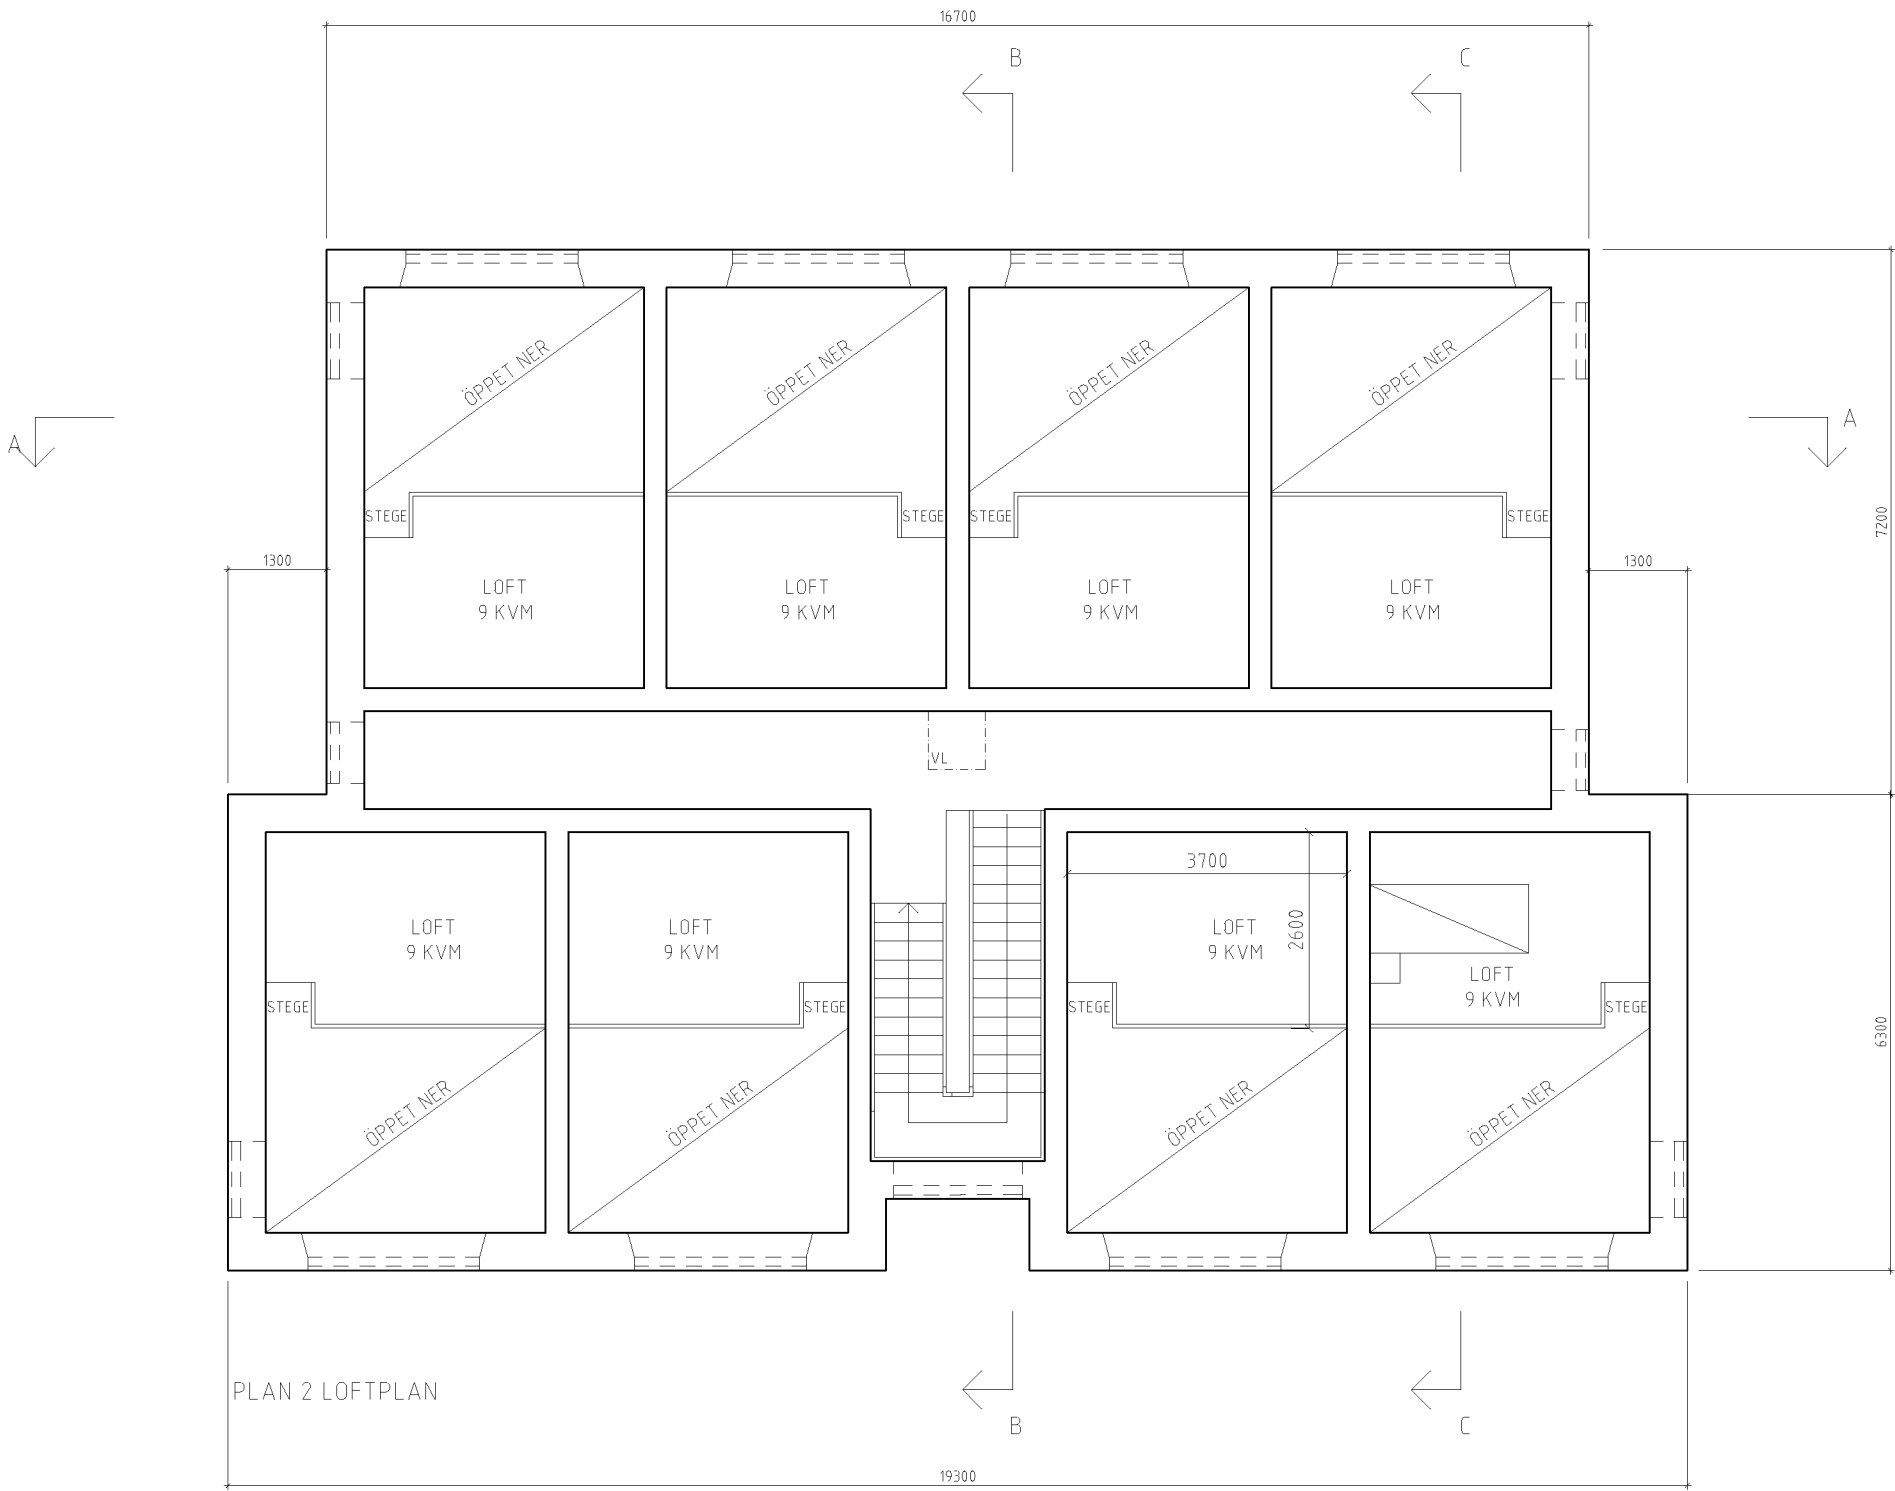 16700
B
C
ÖPPET NER
ÖPPET NER
ÖPPET NER
ÖPPET NER
A
A
STEGE
STEGE
STEGE
STEGE
7200
1300
1300
LOFT
9 KVM
LOFT
9 KVM
LOFT
9 KVM
LOFT
9 KVM
VL
3700
LOFT
9 KVM
LOFT
9 KVM
LOFT
9 KVM
2600
LOFT
9 KVM
STEGE
STEGE
STEGE
STEGE
6300
ÖPPET NER
ÖPPET NER
ÖPPET NER
ÖPPET NER
PLAN 2 LOFTPLAN
B
C
19300